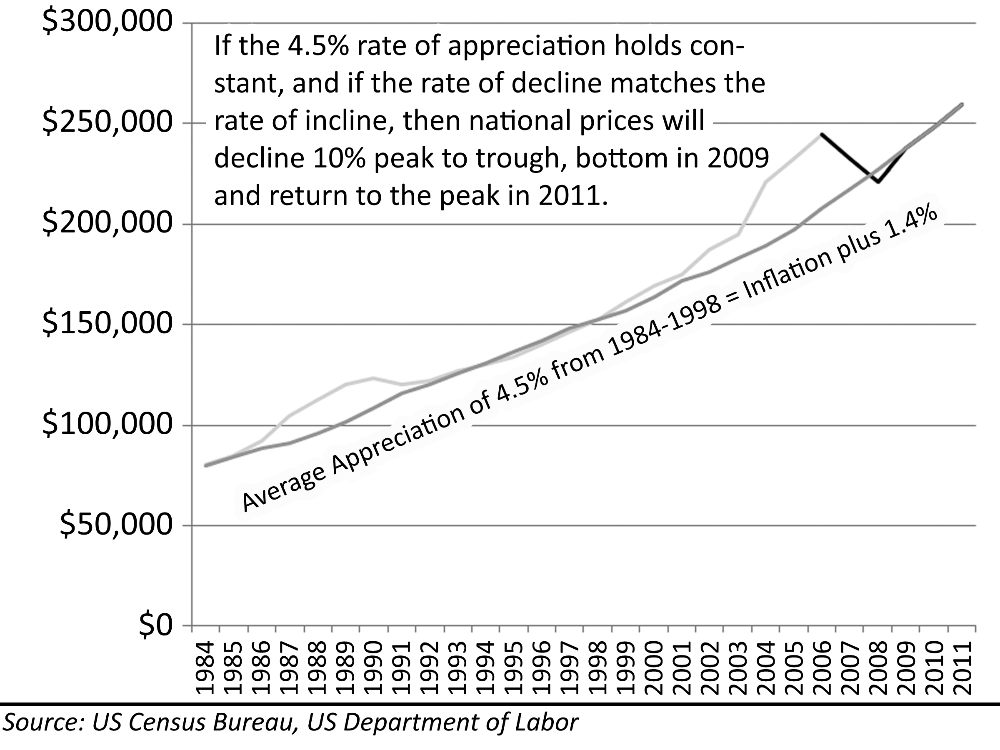 $300,000
If the 4.5% rate of appreciation holds con-
stant, and if the rate of decline matches the
$250,000
rate of incline, then national prices will
decline 10% peak to trough, bottom in 2009
and return to the peak in 2011.
$200,000
Average Appreciation of 4.5% from 1984-1998 = Inflation plus 1.4%
$150,000
$100,000
$50,000
$0
1984 1985 1986 1987 1988 1989 1990 1991 1992 1993 1994 1995 1996 1997 1998 1999 2000 2001 2002 2003 2004 2005 2006 2007 2008 2009 2010 2011
Source: US Census Bureau, US Department of Labor